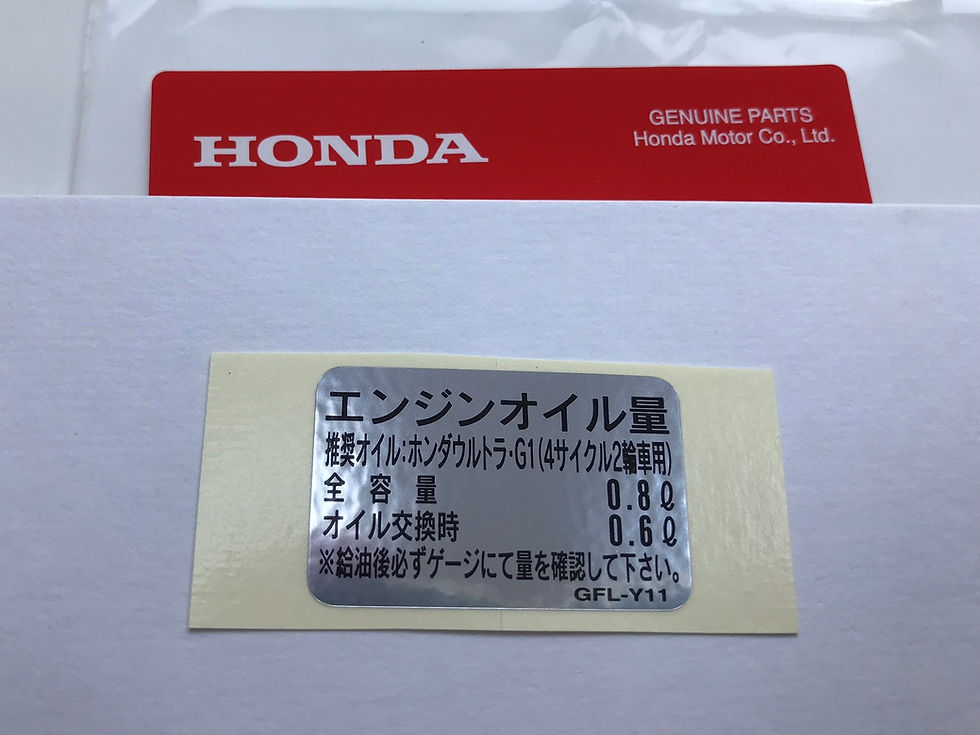 HONDA
GENUINE PARTS
Honda Motor Co., Ltd.
エンジンオイル量
推奨オイル:ホンダウルトラ・G1(4サイクル2輪車用)
全容量 0.8ℓ
オイル交換時 0.6ℓ
※給油後必ずゲージにて量を確認して下さい。
GFL-Y11